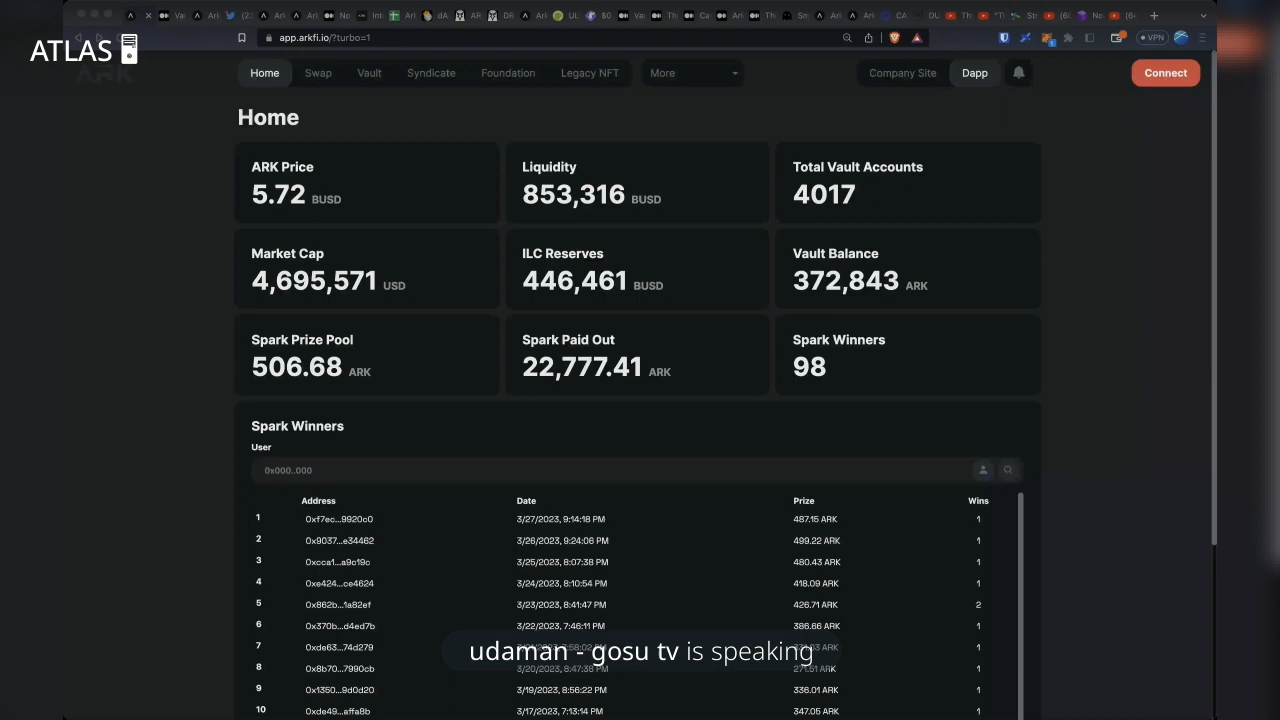 ATLAS
app.arkfi.io/?turbo=1
VPN
ARK
Home Swap Vault Syndicate Foundation Legacy NFT More Company Site Dapp Connect
Home
ARK Price Liquidity Total Vault Accounts
5.72 BUSD 853,316 BUSD 4017
Market Cap ILC Reserves Vault Balance
4,695,571 USD 446,461 BUSD 372,843 ARK
Spark Prize Pool Spark Paid Out Spark Winners
506.68 ARK 22,777.41 ARK 98
Spark Winners
User
0x000..000
Address Date Prize Wins
1 0xf7ec...9920c0 3/27/2023, 9:14:18 PM 487.15 ARK 1
2 0x9037...e34462 3/26/2023, 9:24:06 PM 499.22 ARK 1
3 0xcca1...a9c19c 3/25/2023, 8:07:38 PM 480.43 ARK 1
4 0xe424...ce4624 3/24/2023, 8:10:54 PM 418.09 ARK 1
5 0x862b...1a82ef 3/23/2023, 8:41:47 PM 426.71 ARK 2
6 0x370b...d4ed7b 3/22/2023, 7:46:11 PM 386.66 ARK 1
7 0xde63...74d279 1
udaman - gosu tv is speaking
8 0x8b70...7990cb 3/20/2023, 8:47:38 PM 271.51 ARK 1
9 0x1350...9d0d20 3/19/2023, 8:56:22 PM 336.01 ARK 1
10 0xde49...affa8b 3/17/2023, 7:13:14 PM 347.05 ARK 1